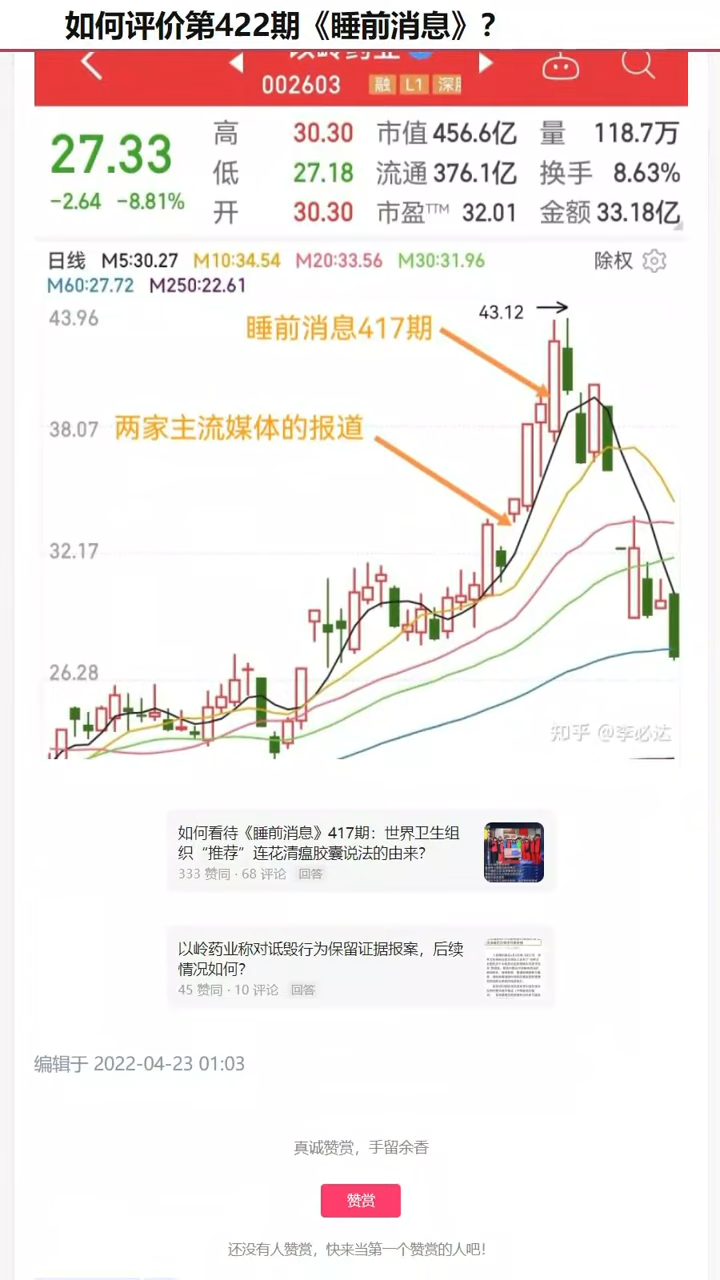 如何评价第422期《睡前消息》?
以岭药业
002603 融 L1 深股
27.33 高 30.30 市值 456.6亿 量 118.7万
-2.64 -8.81% 低 27.18 流通 376.1亿 换手 8.63%
开 30.30 市盈TTM 32.01 金额 33.18亿
日线 M5:30.27 M10:34.54 M20:33.56 M30:31.96 除权
M60:27.72 M250:22.61
43.96
43.12
睡前消息417期
38.07
两家主流媒体的报道
32.17
26.28
知乎 @李必达
如何看待《睡前消息》417期：世界卫生组
织“推荐”连花清瘟胶囊说法的由来？
333 赞同 · 68 评论 回答
以岭药业称对诋毁行为保留证据报案，后续
情况如何？
45 赞同 · 10 评论 回答
编辑于 2022-04-23 01:03
真诚赞赏，手留余香
赞赏
还没有人赞赏，快来当第一个赞赏的人吧！